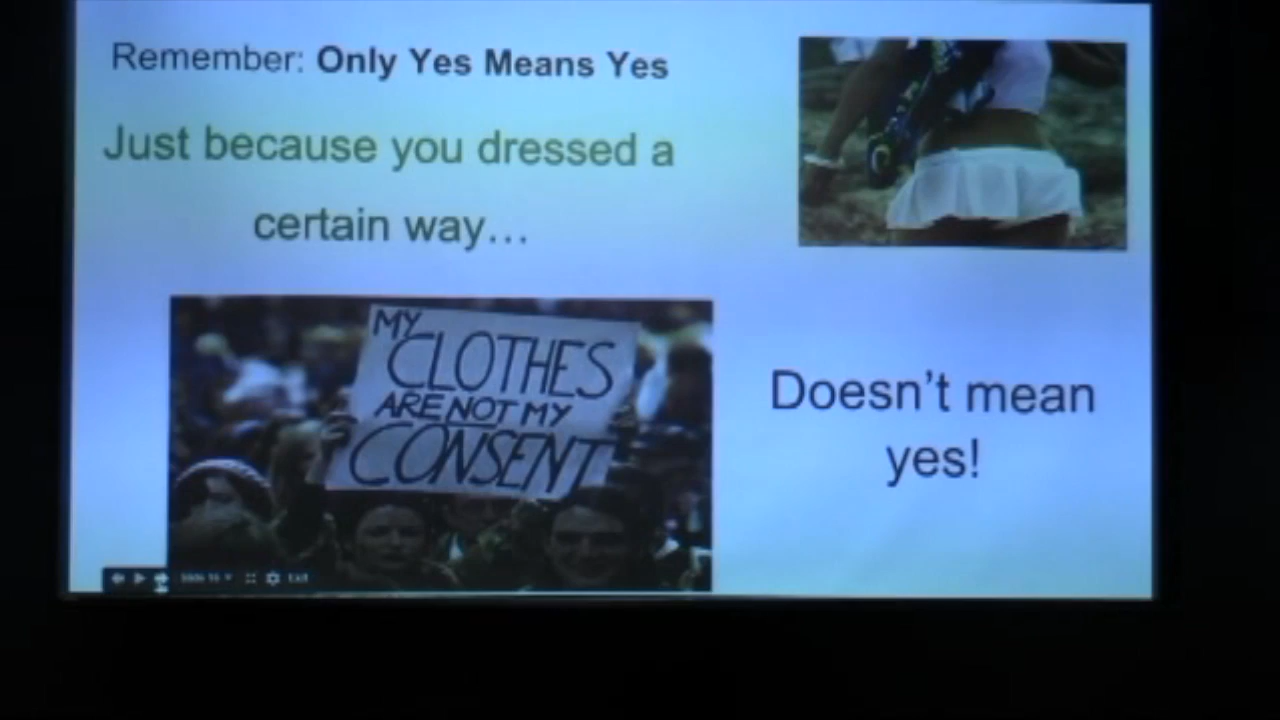 Remember: Only Yes Means Yes
Just because you dressed a
certain way…
MY
CLOTHES
ARE NOT MY
CONSENT
Doesn't mean
yes!
Exit